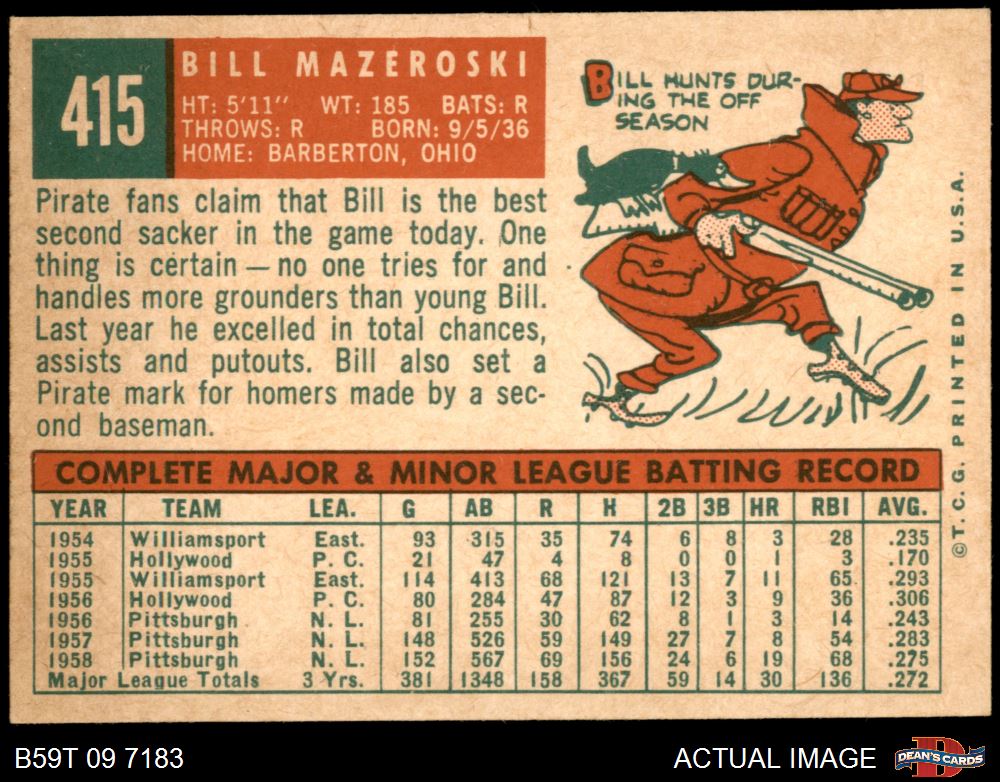 415
BILL MAZEROSKI
HT: 5'11" WT: 185 BATS: R
THROWS: R BORN: 9/5/36
HOME: BARBERTON, OHIO
BILL HUNTS DUR-
ING THE OFF
SEASON
Pirate fans claim that Bill is the best
second sacker in the game today. One
thing is certain — no one tries for and
handles more grounders than young Bill.
Last year he excelled in total chances,
assists and putouts. Bill also set a
Pirate mark for homers made by a sec-
ond baseman.
COMPLETE MAJOR & MINOR LEAGUE BATTING RECORD
YEAR TEAM LEA. G AB R H 2B 3B HR RBI AVG.
1954 Williamsport East. 93 315 35 74 6 8 3 28 .235
1955 Hollywood P. C. 21 47 4 8 0 0 1 3 .170
1955 Williamsport East. 114 413 68 121 13 7 11 65 .293
1956 Hollywood P. C. 80 284 47 87 12 3 9 36 .306
1956 Pittsburgh N. L. 81 255 30 62 8 1 3 14 .243
1957 Pittsburgh N. L. 148 526 59 149 27 7 8 54 .283
1958 Pittsburgh N. L. 152 567 69 156 24 6 19 68 .275
Major League Totals 3 Yrs. 381 1348 158 367 59 14 30 136 .272
© T. C. G. PRINTED IN U.S.A.
B59T 09 7183
ACTUAL IMAGE
D
DEAN'S CARDS